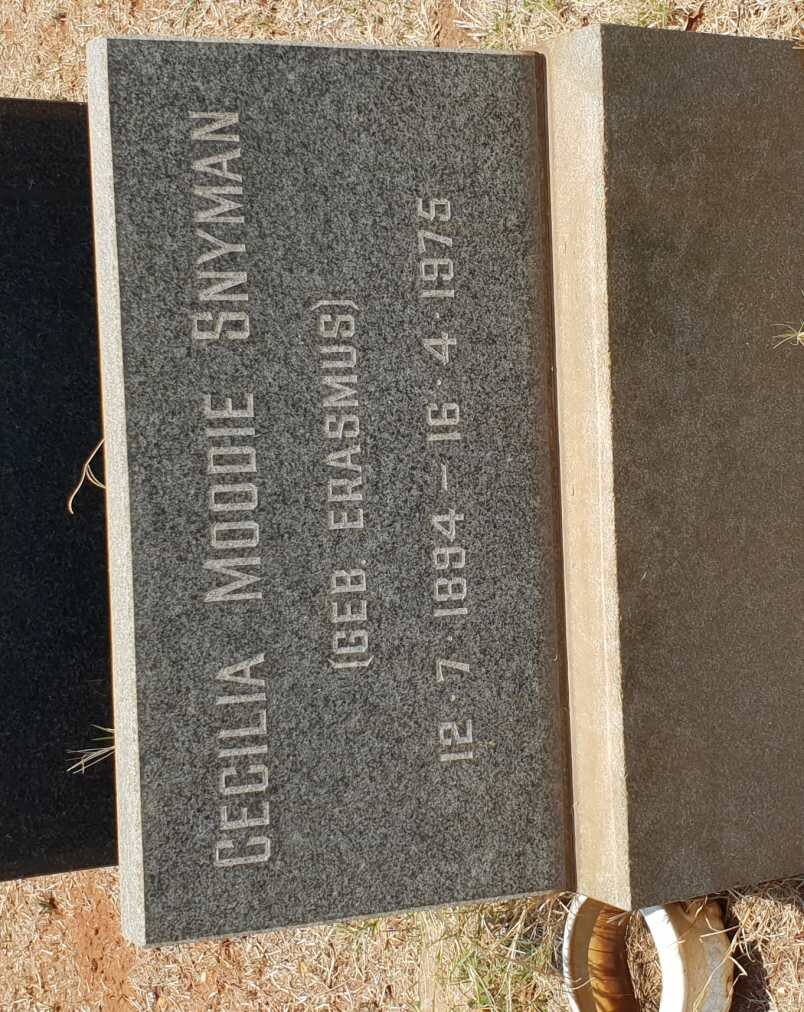 CECILIA MOODIE SNYMAN
(GEB. ERASMUS)
12·7·1894 – 16·4·1975